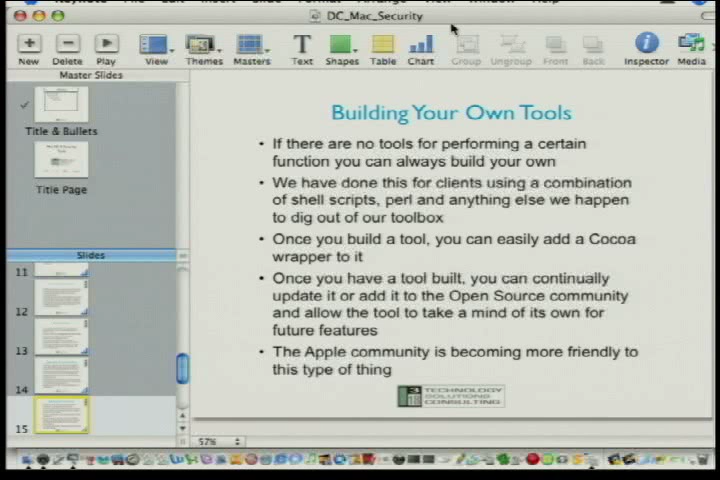 DC_Mac_Security
New Delete Play View Themes Masters Text Shapes Table Chart Group Ungroup Front Back Inspector Media
Master Slides
Title & Bullets
Title Page
Slides
11
12
13
14
15
Building Your Own Tools
• If there are no tools for performing a certain
function you can always build your own
• We have done this for clients using a combination
of shell scripts, perl and anything else we happen
to dig out of our toolbox
• Once you build a tool, you can easily add a Cocoa
wrapper to it
• Once you have a tool built, you can continually
update it or add it to the Open Source community
and allow the tool to take a mind of its own for
future features
• The Apple community is becoming more friendly to
this type of thing
3
18
TECHNOLOGY
SOLUTIONS
CONSULTING
57%